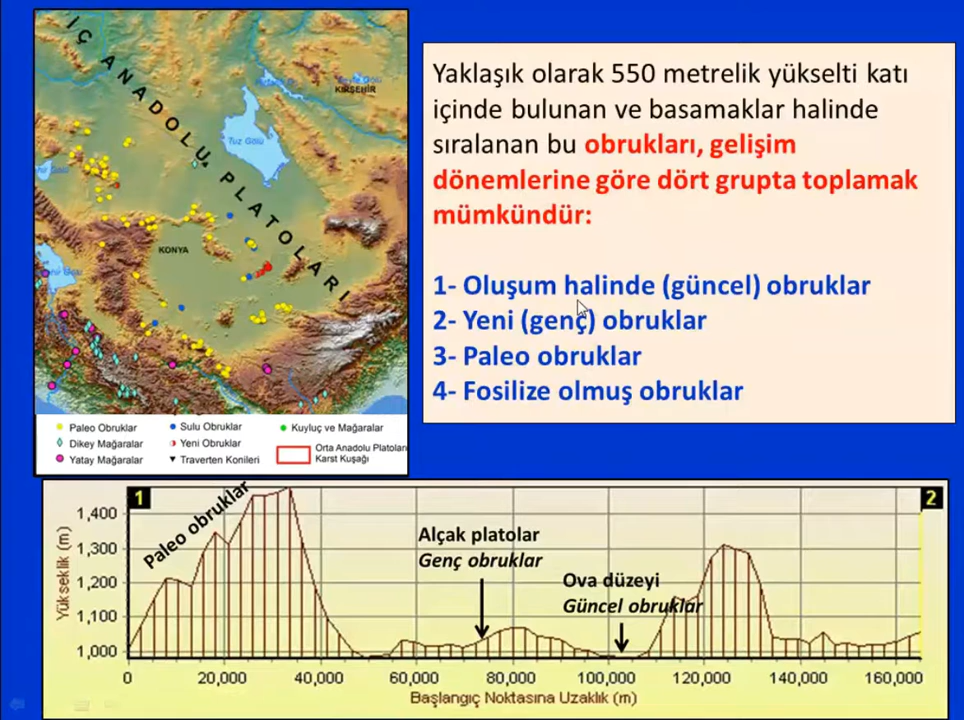 İÇ ANADOLU PLATOLARI
KIRŞEHİR
Tuz Gölü
KONYA
Paleo Obruklar
Sulu Obruklar
Kuyluç ve Mağaralar
Dikey Mağaralar
Yeni Obruklar
Orta Anadolu Platoları
Karst Kuşağı
Yatay Mağaralar
Traverten Konileri
Yaklaşık olarak 550 metrelik yükselti katı
içinde bulunan ve basamaklar halinde
sıralanan bu obrukları, gelişim
dönemlerine göre dört grupta toplamak
mümkündür:
1- Oluşum halinde (güncel) obruklar
2- Yeni (genç) obruklar
3- Paleo obruklar
4- Fosilize olmuş obruklar
1
2
Paleo obruklar
Alçak platolar
Genç obruklar
Ova düzeyi
Güncel obruklar
Yükseklik (m)
1,400
1,300
1,200
1,100
1,000
0 20,000 40,000 60,000 80,000 100,000 120,000 140,000 160,000
Başlangıç Noktasına Uzaklık (m)